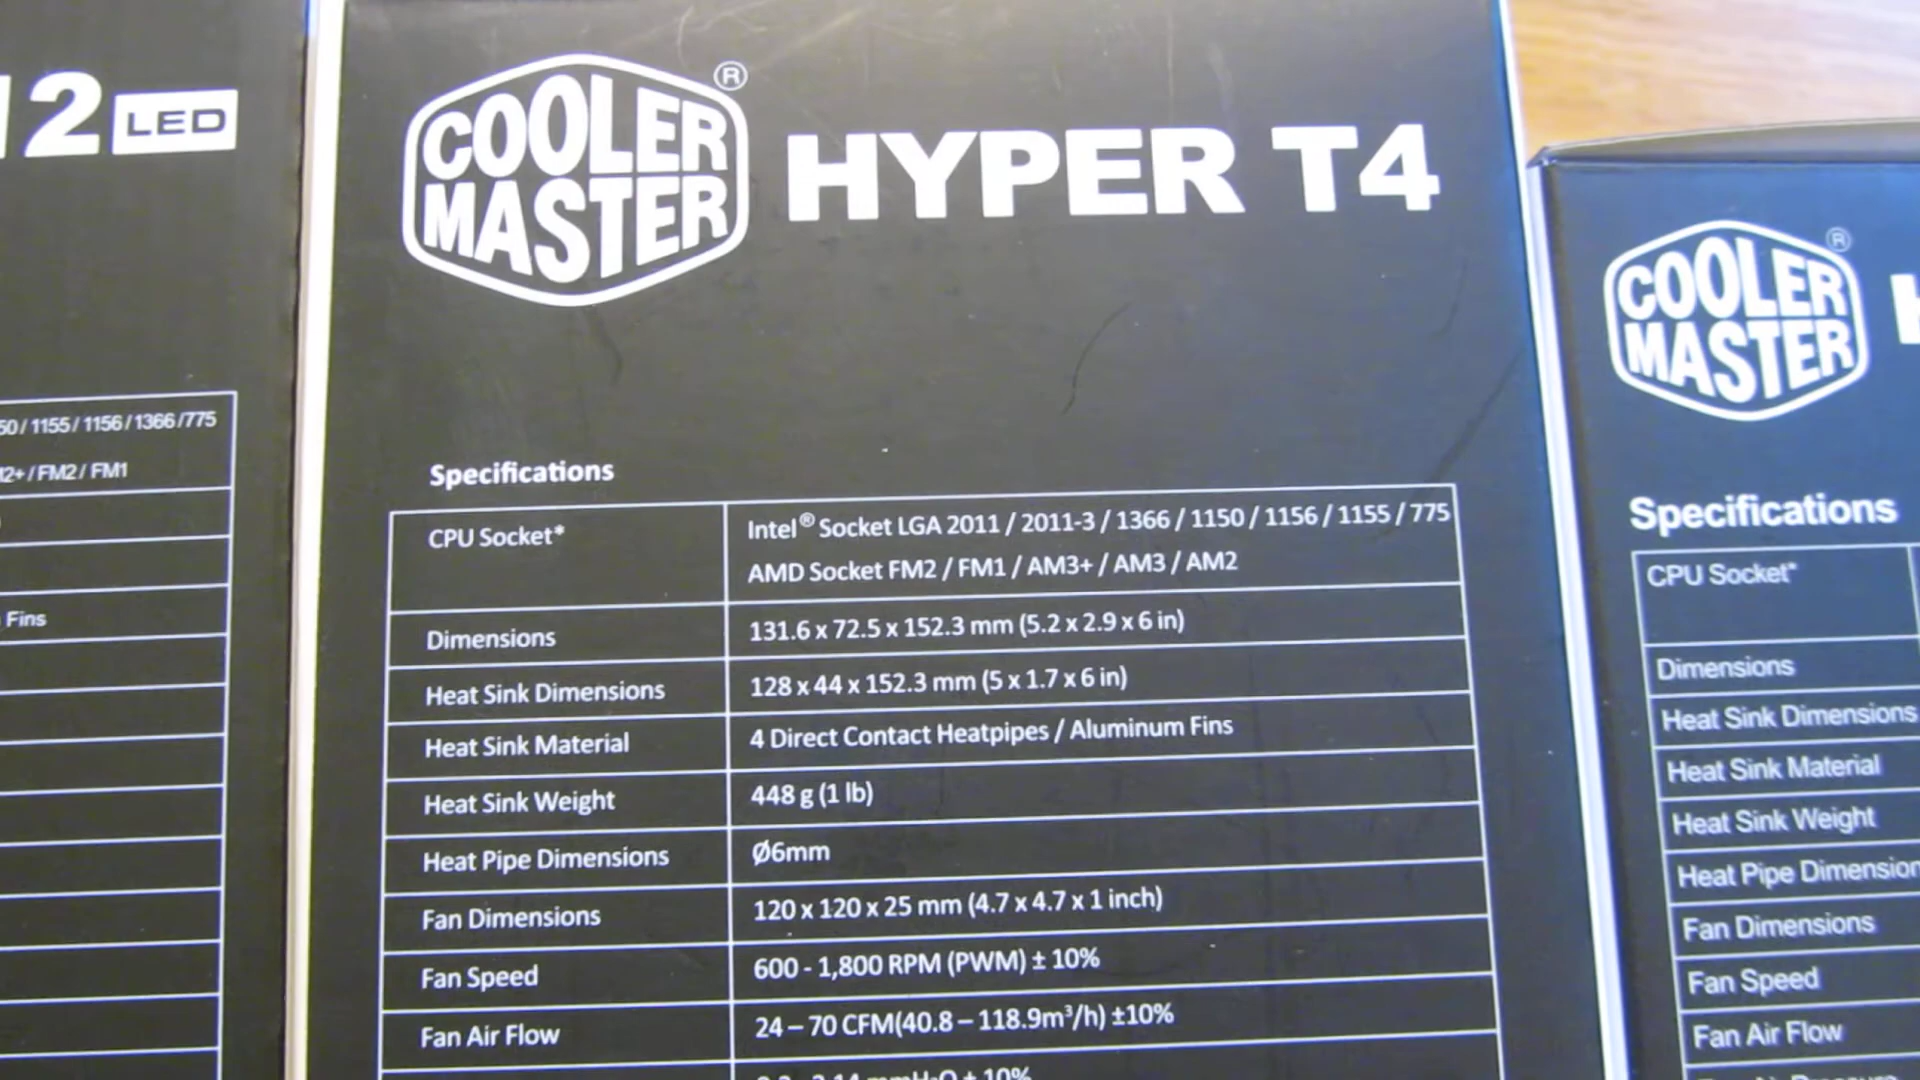 12 LED
50 / 1155 / 1156 / 1366 / 775
/ FM2 / FM1
Fins
COOLER MASTER ®
HYPER T4
Specifications
CPU Socket*
Intel® Socket LGA 2011 / 2011-3 / 1366 / 1150 / 1156 / 1155 / 775
AMD Socket FM2 / FM1 / AM3+ / AM3 / AM2
Dimensions
131.6 x 72.5 x 152.3 mm (5.2 x 2.9 x 6 in)
Heat Sink Dimensions
128 x 44 x 152.3 mm (5 x 1.7 x 6 in)
Heat Sink Material
4 Direct Contact Heatpipes / Aluminum Fins
Heat Sink Weight
448 g (1 lb)
Heat Pipe Dimensions
Ø6mm
Fan Dimensions
120 x 120 x 25 mm (4.7 x 4.7 x 1 inch)
Fan Speed
600 - 1,800 RPM (PWM) ± 10%
Fan Air Flow
24 – 70 CFM(40.8 – 118.9m³/h) ±10%
COOLER MASTER ®
Specifications
CPU Socket*
Dimensions
Heat Sink Dimensions
Heat Sink Material
Heat Sink Weight
Heat Pipe Dimension
Fan Dimensions
Fan Speed
Fan Air Flow